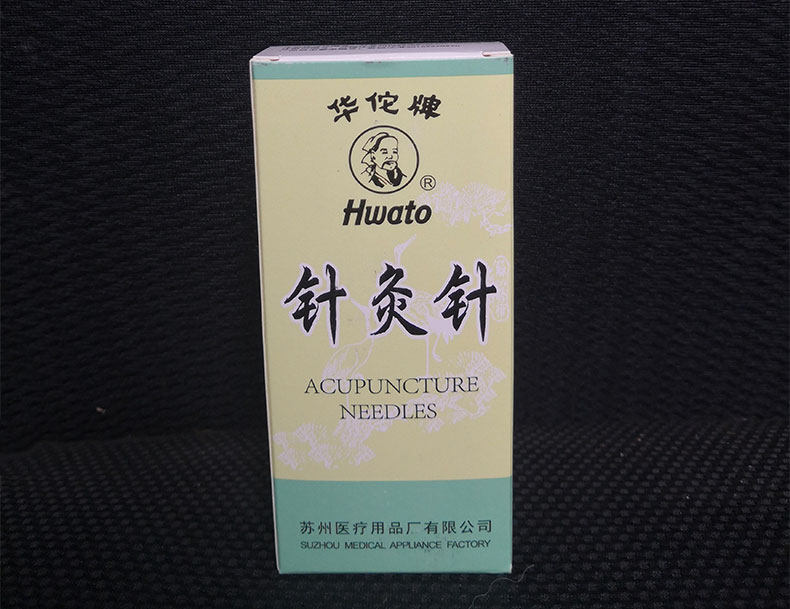 华佗牌
®
Hwato
针灸针
ACUPUNCTURE
NEEDLES
苏州医疗用品厂有限公司
SUZHOU MEDICAL APPLIANCE FACTORY